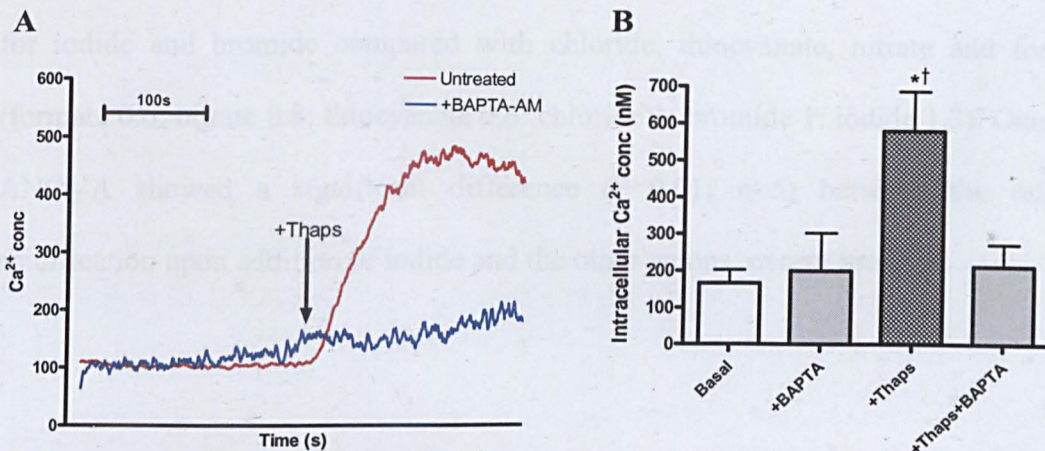 A
600
500
400
300
200
100
0
Ca²⁺ conc
100s
Untreated
+BAPTA-AM
+Thaps
Time (s)
B
700
600
500
400
300
200
100
0
Intracellular Ca²⁺ conc (nM)
*†
Basal
+BAPTA
+Thaps
+Thaps+BAPTA
for iodide and bromide compared with chloride, thiocyanate, nitrate and
showed a significant difference
upon addition of iodide and the other